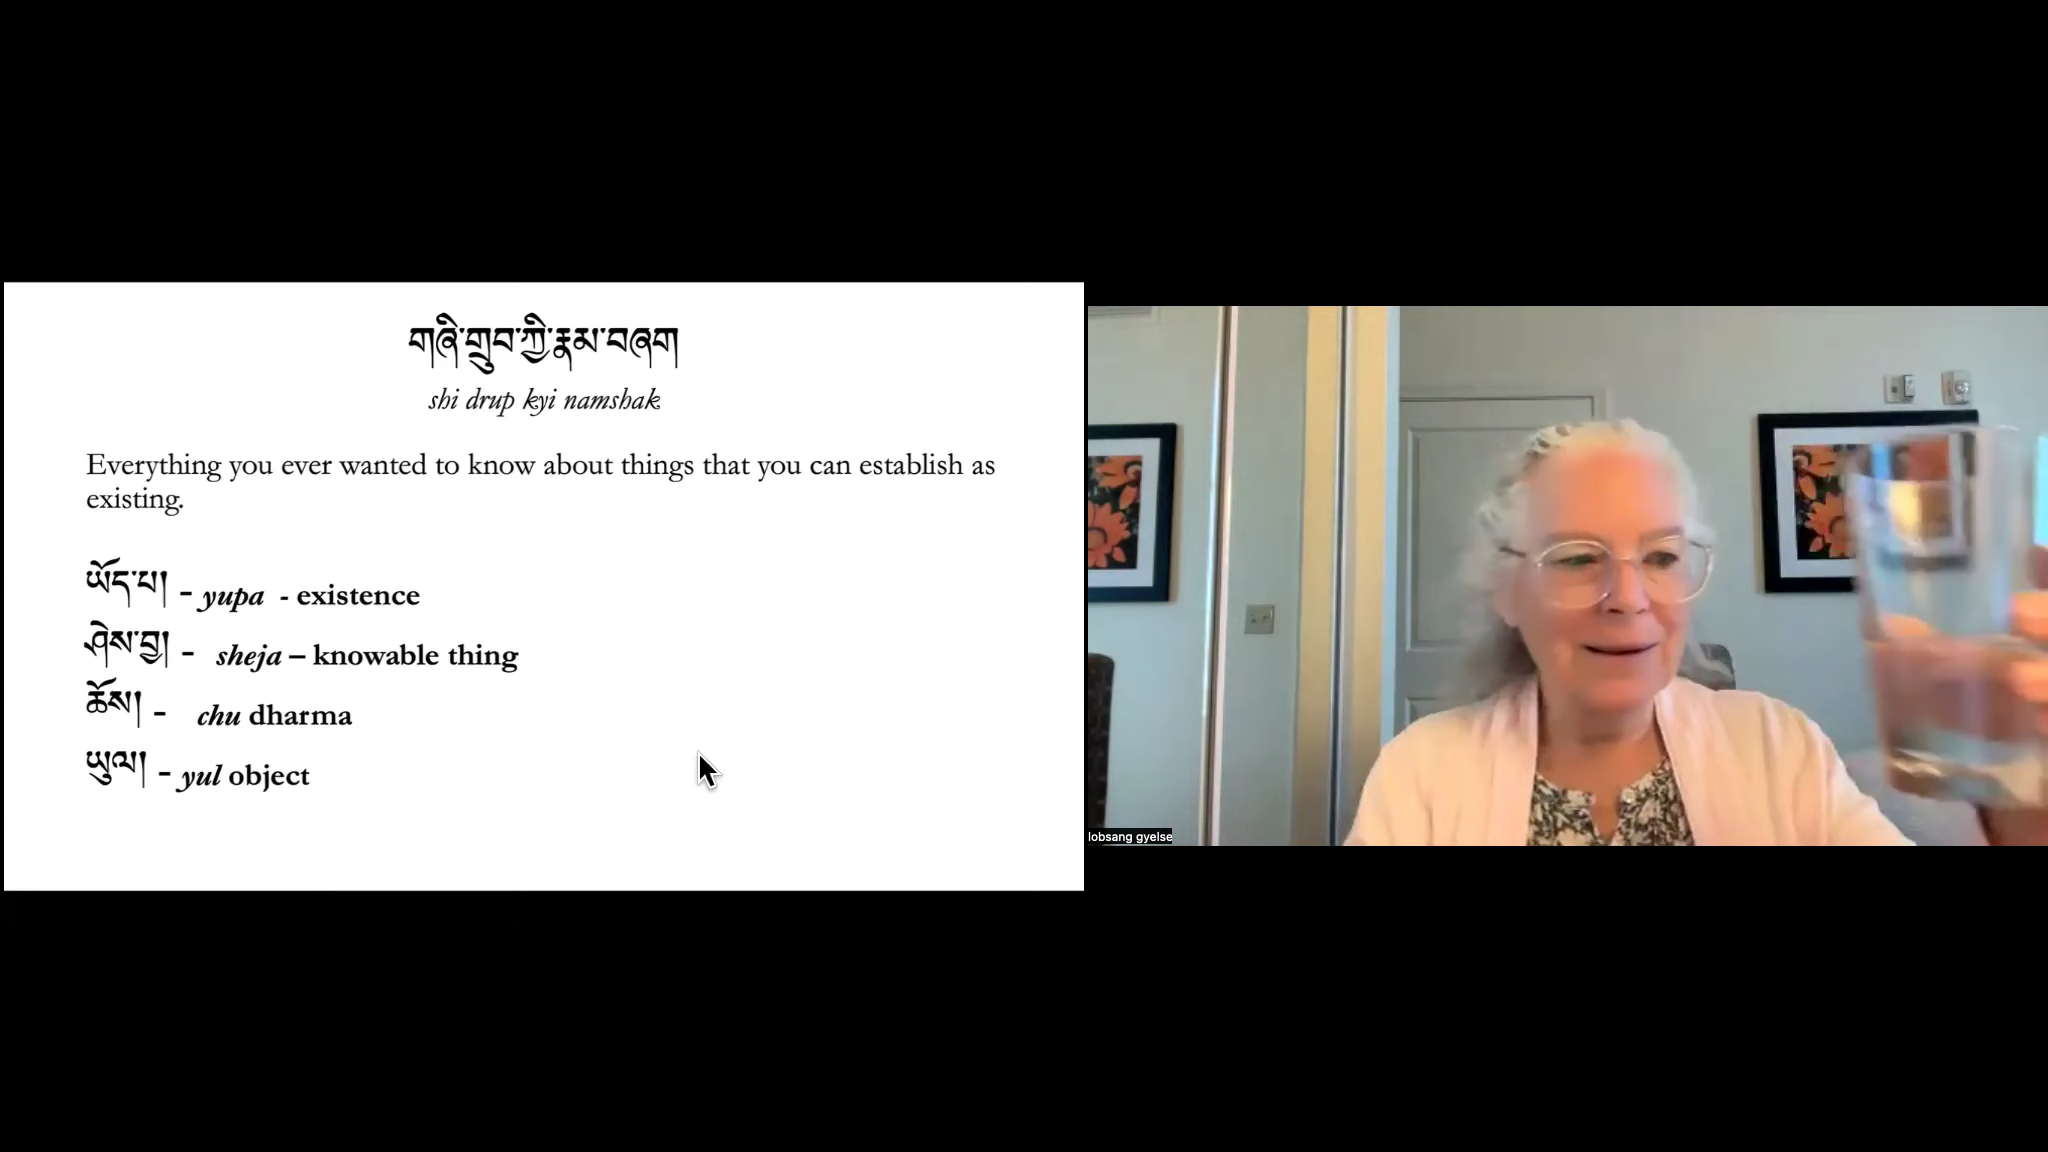 གཞི་གྲུབ་ཀྱི་རྣམ་བཞག
shi drup kyi namshak
Everything you ever wanted to know about things that you can establish as
existing.
ཡོད་པ། - yupa - existence
ཤེས་བྱ། - sheja – knowable thing
ཆོས།། - chu dharma
ཡུལ།། - yul object
lobsang gyelse